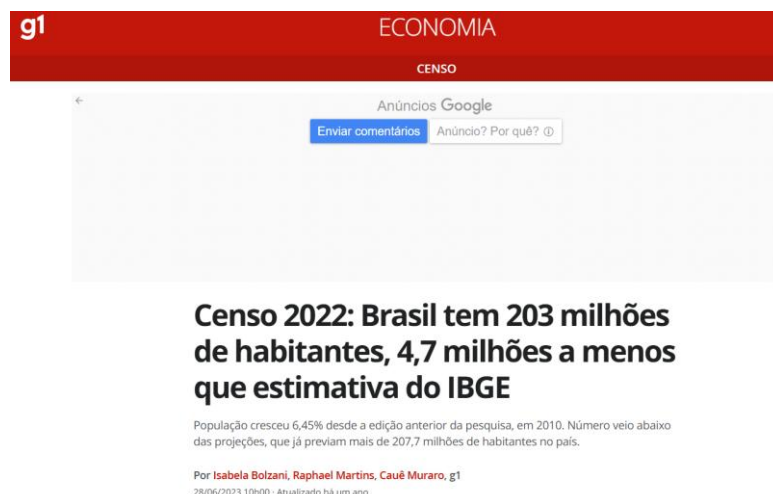 g1
ECONOMIA
CENSO
Anúncios Google
Enviar comentários Anúncio? Por quê?
Censo 2022: Brasil tem 203 milhões
de habitantes, 4,7 milhões a menos
que estimativa do IBGE
População cresceu 6,45% desde a edição anterior da pesquisa, em 2010. Número veio abaixo
das projeções, que já previam mais de 207,7 milhões de habitantes no país.
Por Isabela Bolzani, Raphael Martins, Cauê Muraro, g1
28/06/2023 10h00 · Atualizado há um ano